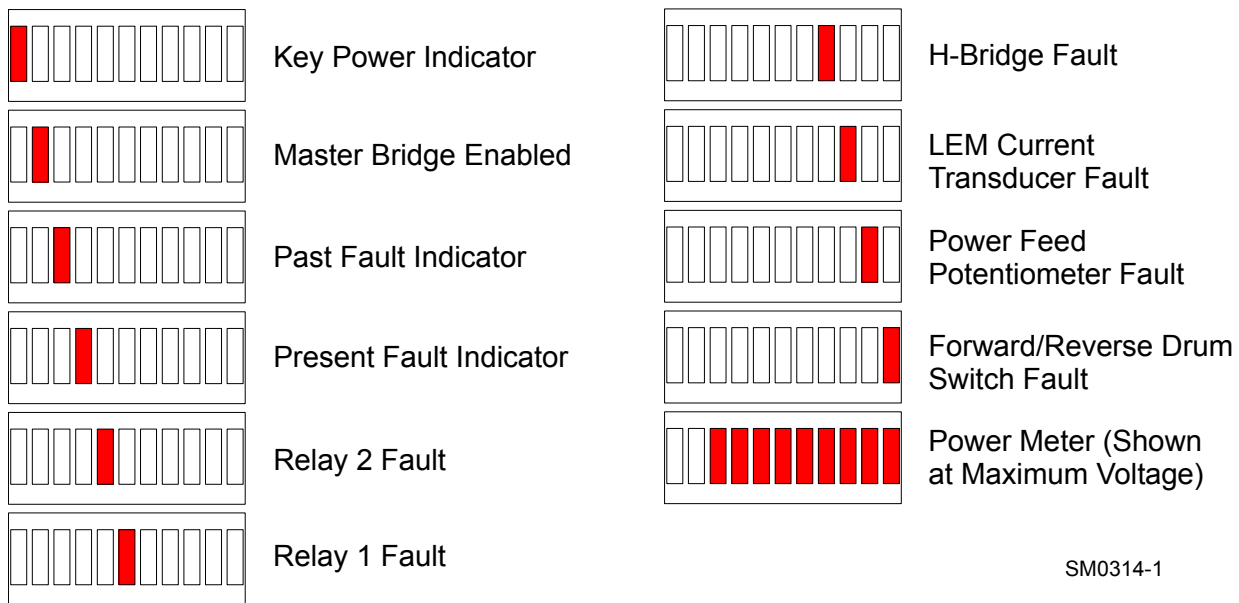 Key Power Indicator
Master Bridge Enabled
Past Fault Indicator
Present Fault Indicator
Relay 2 Fault
Relay 1 Fault
H-Bridge Fault
LEM Current
Transducer Fault
Power Feed
Potentiometer Fault
Forward/Reverse Drum
Switch Fault
Power Meter (Shown
at Maximum Voltage)
SM0314-1